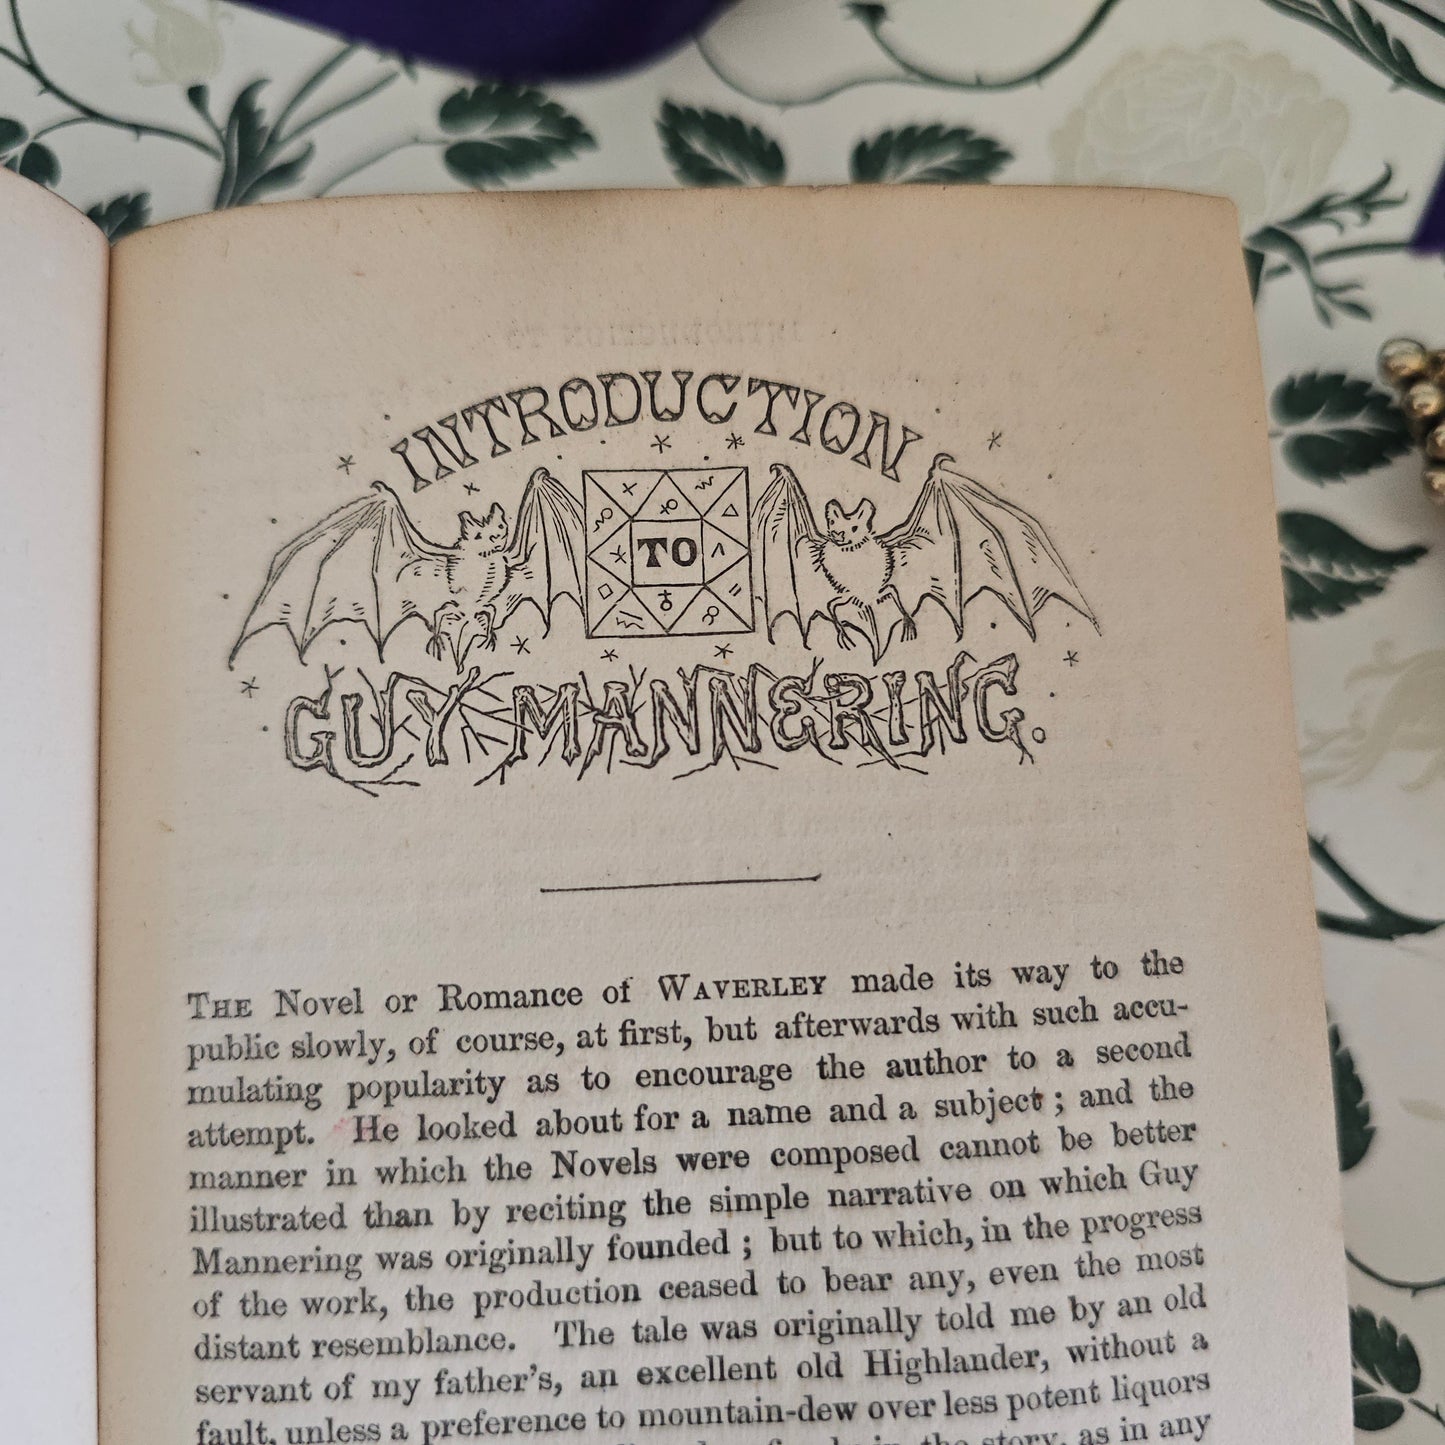 INTRODUCTION
TO
GUY MANNERING.
THE Novel or Romance of WAVERLEY made its way to the
public slowly, of course, at first, but afterwards with such accu-
mulating popularity as to encourage the author to a second
attempt. He looked about for a name and a subject; and the
manner in which the Novels were composed cannot be better
illustrated than by reciting the simple narrative on which Guy
Mannering was originally founded; but to which, in the progress
of the work, the production ceased to bear any, even the most
distant resemblance. The tale was originally told me by an old
servant of my father's, an excellent old Highlander, without a
fault, unless a preference to mountain-dew over less potent liquors
in the story, as in any